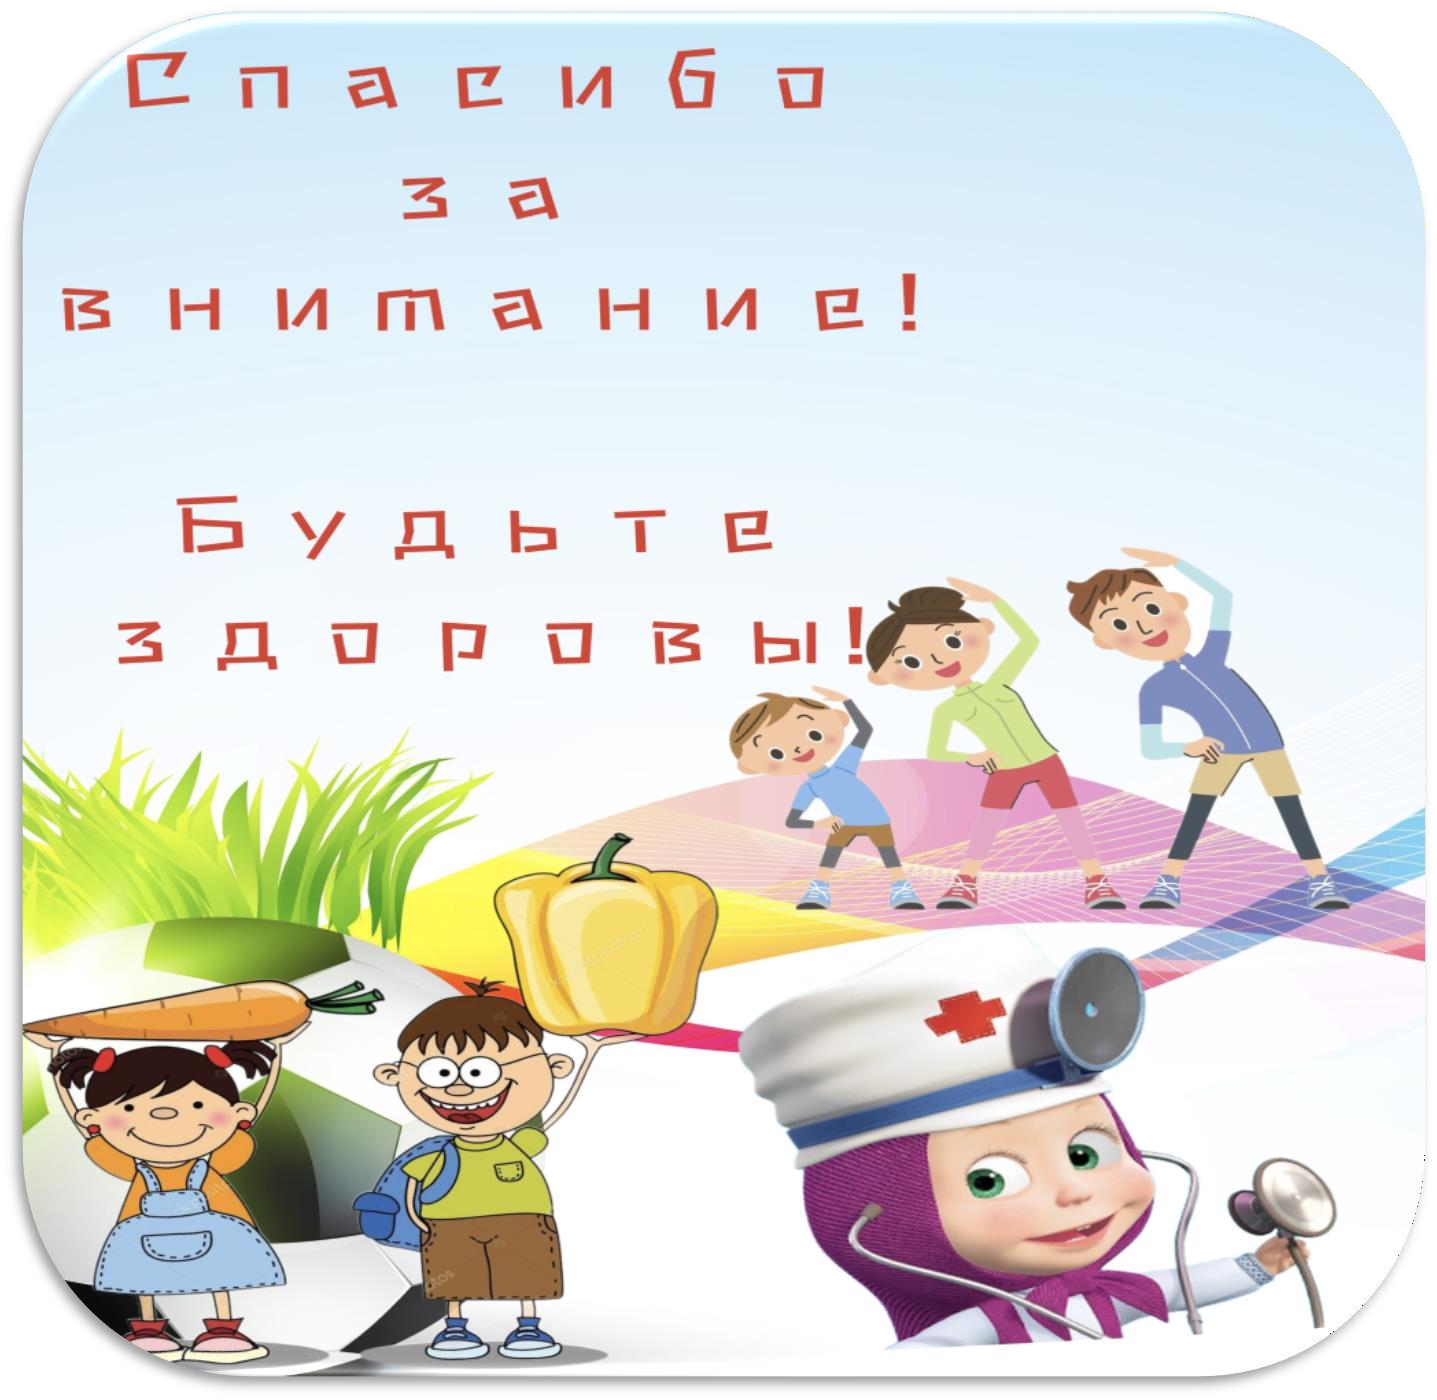 Спасибо
за
внимание!
Будьте
здоровы!